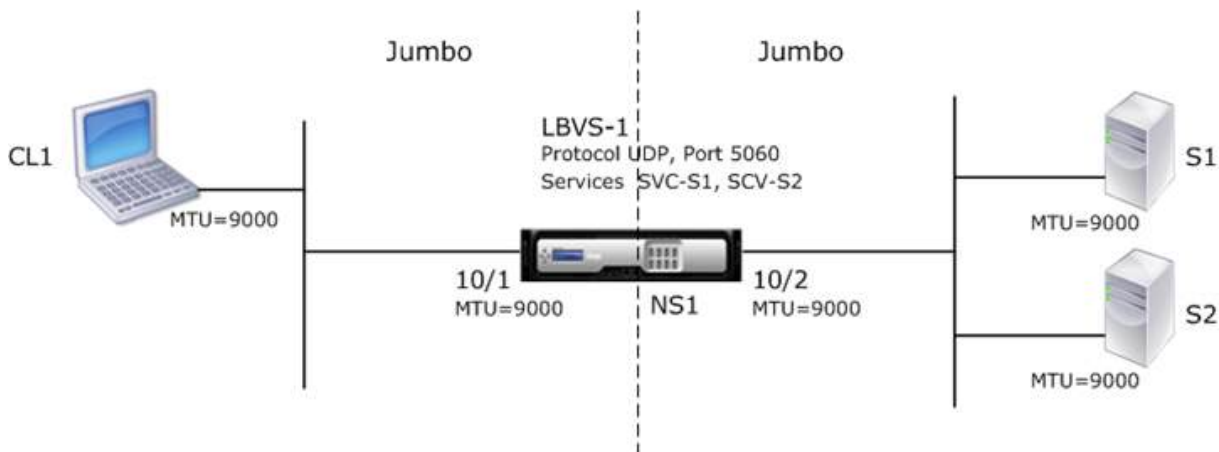 Jumbo
Jumbo
LBVS-1
Protocol UDP, Port 5060
Services SVC-S1, SCV-S2
CL1
MTU=9000
10/1
MTU=9000
NS1
10/2
MTU=9000
S1
MTU=9000
S2
MTU=9000